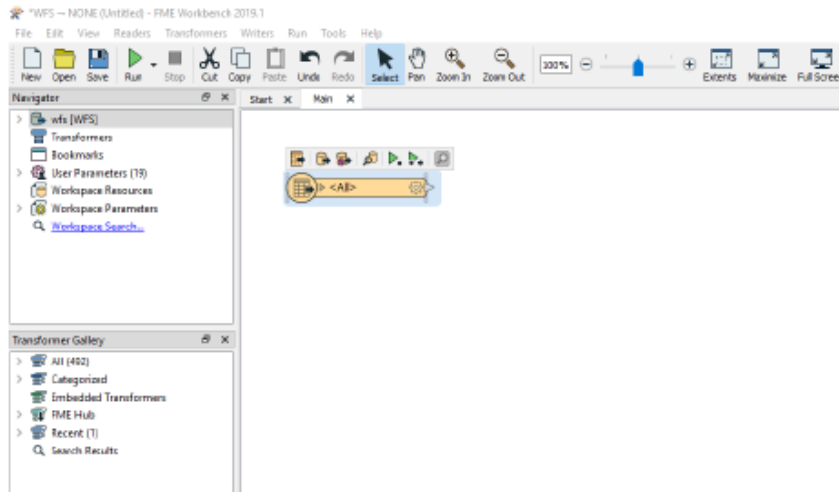 *WFS → NONE (Untitled) - FME Workbench 2019.1
File Edit View Readers Transformers Writers Run Tools Help
New Open Save Run Stop Cut Copy Paste Undo Redo Select Pan Zoom In Zoom Out 100% Extents Maximize Full Scree
Navigator
Start Main
wfs [WFS]
Transformers
Bookmarks
User Parameters (19)
Workspace Resources
Workspace Parameters
Workspace Search...
<All>
Transformer Gallery
All (492)
Categorized
Embedded Transformers
FME Hub
Recent (1)
Search Results